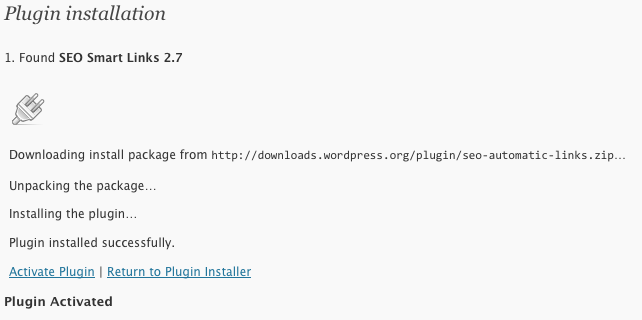 Plugin installation
1. Found SEO Smart Links 2.7
Downloading install package from http://downloads.wordpress.org/plugin/seo-automatic-links.zip…
Unpacking the package…
Installing the plugin…
Plugin installed successfully.
Activate Plugin | Return to Plugin Installer
Plugin Activated